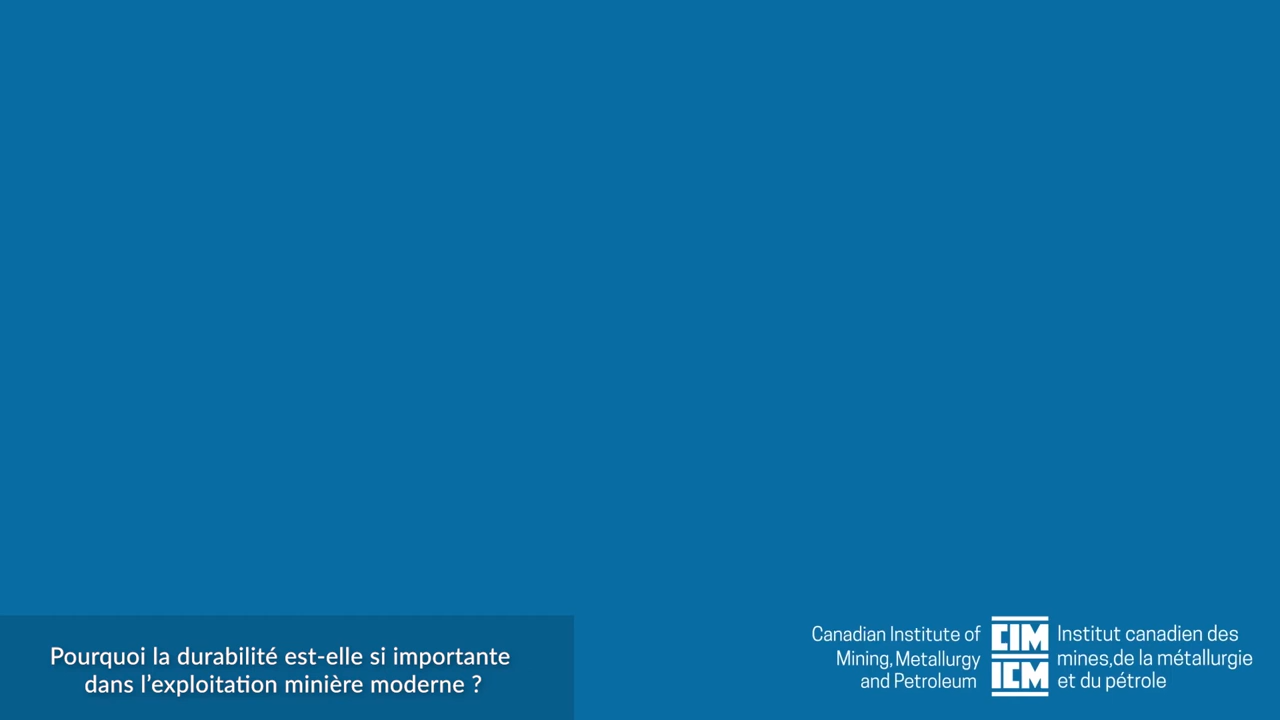 Pourquoi la durabilité est-elle si importante
dans l’exploitation minière moderne ?
Canadian Institute of
Mining, Metallurgy
and Petroleum
CIM
ICM
Institut canadien des
mines,de la métallurgie
et du pétrole